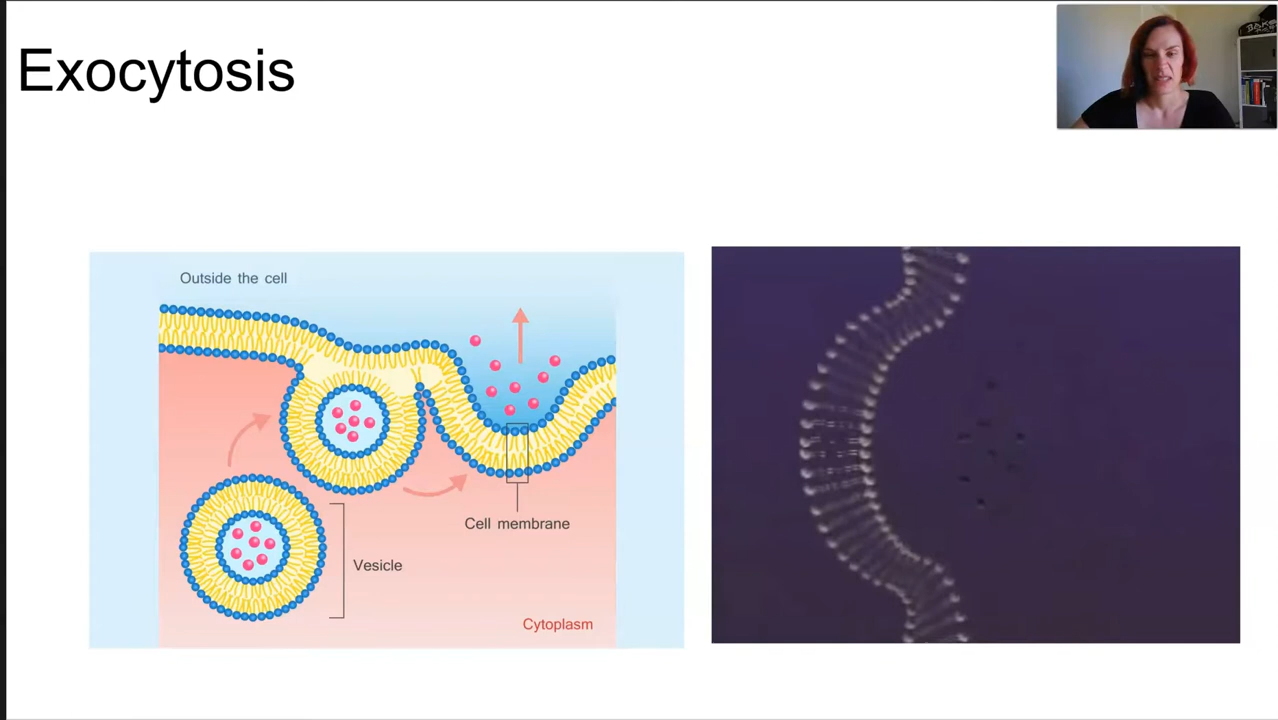 Exocytosis
Outside the cell
Cell membrane
Vesicle
Cytoplasm